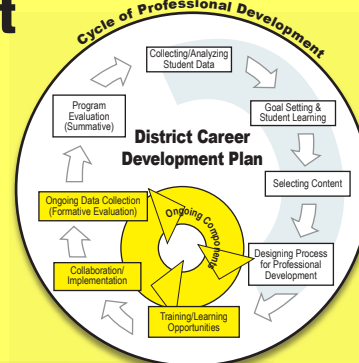 t
Cycle of Professional Development
Collecting/Analyzing
Student Data
Program
Evaluation
(Summative)
Goal Setting &
Student Learning
District Career
Development Plan
Selecting Content
Ongoing Data Collection
(Formative Evaluation)
Ongoing Components
Designing Process
for Professional
Development
Collaboration/
Implementation
Training/Learning
Opportunities